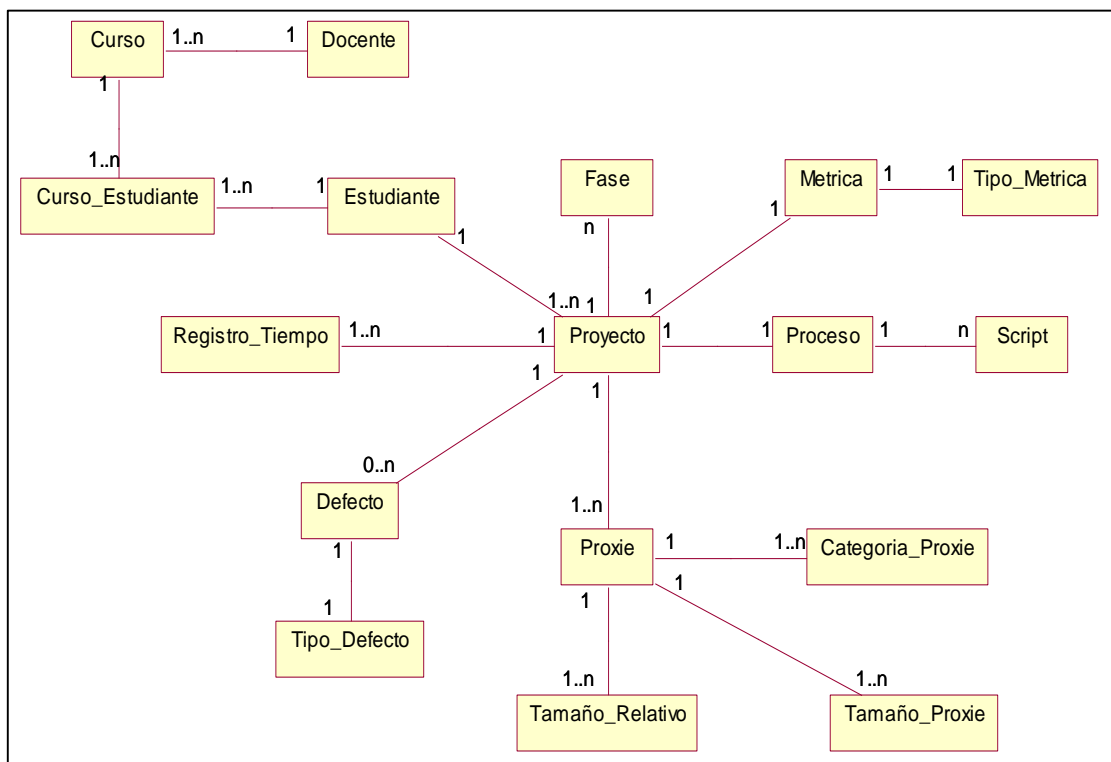 Curso
1..n
1
Docente
1
1..n
Curso_Estudiante
1..n
1
Estudiante
Fase
Metrica
1
1
Tipo_Metrica
n
1
1
1..n
1
1
Registro_Tiempo
1..n
1
Proyecto
1
1
Proceso
1
n
Script
1
1
0..n
Defecto
1..n
Proxie
1
1..n
Categoria_Proxie
1
1
1
1
Tipo_Defecto
1..n
1..n
Tamaño_Relativo
Tamaño_Proxie